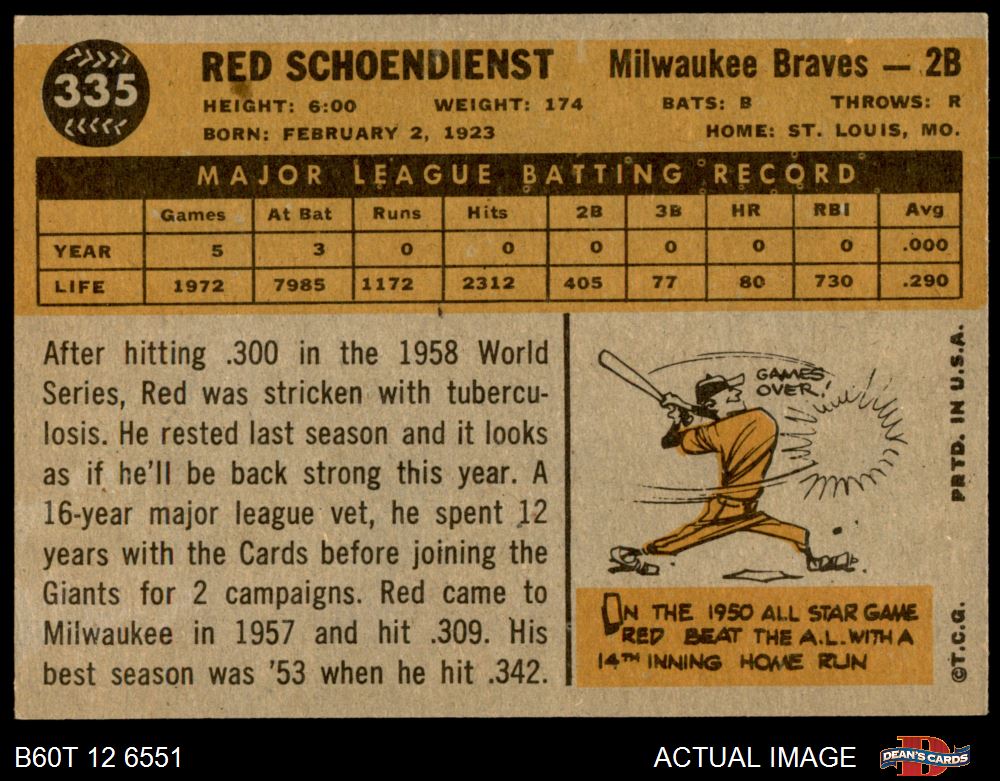 335
RED SCHOENDIENST
Milwaukee Braves — 2B
HEIGHT: 6:00 WEIGHT: 174 BATS: B THROWS: R
BORN: FEBRUARY 2, 1923 HOME: ST. LOUIS, MO.
MAJOR LEAGUE BATTING RECORD
Games At Bat Runs Hits 2B 3B HR RBI Avg
YEAR 5 3 0 0 0 0 0 0 .000
LIFE 1972 7985 1172 2312 405 77 80 730 .290
After hitting .300 in the 1958 World
Series, Red was stricken with tubercu-
losis. He rested last season and it looks
as if he'll be back strong this year. A
16-year major league vet, he spent 12
years with the Cards before joining the
Giants for 2 campaigns. Red came to
Milwaukee in 1957 and hit .309. His
best season was '53 when he hit .342.
GAMES
OVER!
IN THE 1950 ALL STAR GAME
RED BEAT THE A.L. WITH A
14TH INNING HOME RUN
PRTD. IN U.S.A.
©T.C.G.
B60T 12 6551
ACTUAL IMAGE
DEAN'S CARDS